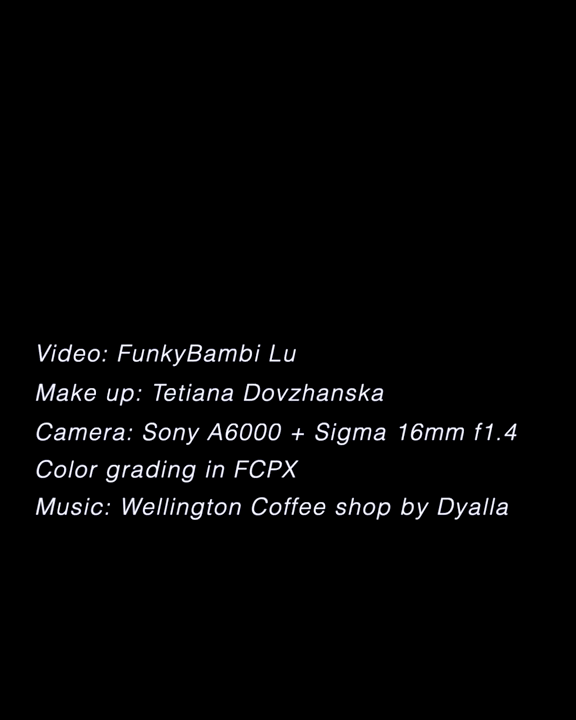 Video: FunkyBambi Lu
Make up: Tetiana Dovzhanska
Camera: Sony A6000 + Sigma 16mm f1.4
Color grading in FCPX
Music: Wellington Coffee shop by Dyalla